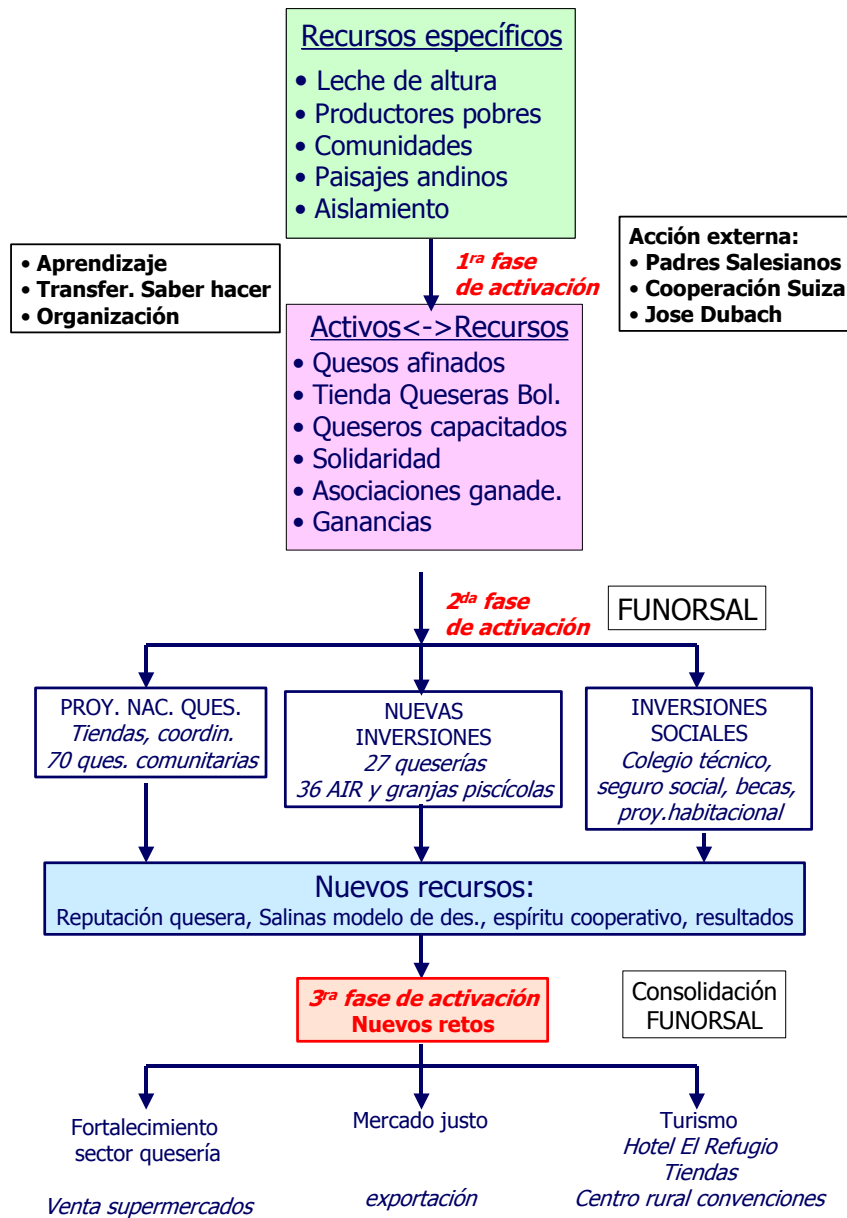 Recursos específicos
• Leche de altura
• Productores pobres
• Comunidades
• Paisajes andinos
• Aislamiento
• Aprendizaje
• Transfer. Saber hacer
• Organización
1ra fase
de activación
Acción externa:
• Padres Salesianos
• Cooperación Suiza
• Jose Dubach
Activos<->Recursos
• Quesos afinados
• Tienda Queseras Bol.
• Queseros capacitados
• Solidaridad
• Asociaciones ganade.
• Ganancias
2da fase
de activación
FUNORSAL
PROY. NAC. QUES.
Tiendas, coordin.
70 ques. comunitarias
NUEVAS
INVERSIONES
27 queserías
36 AIR y granjas piscícolas
INVERSIONES
SOCIALES
Colegio técnico,
seguro social, becas,
proy.habitacional
Nuevos recursos:
Reputación quesera, Salinas modelo de des., espíritu cooperativo, resultados
3ra fase de activación
Nuevos retos
Consolidación
FUNORSAL
Fortalecimiento
sector quesería
Venta supermercados
Mercado justo
exportación
Turismo
Hotel El Refugio
Tiendas
Centro rural convenciones